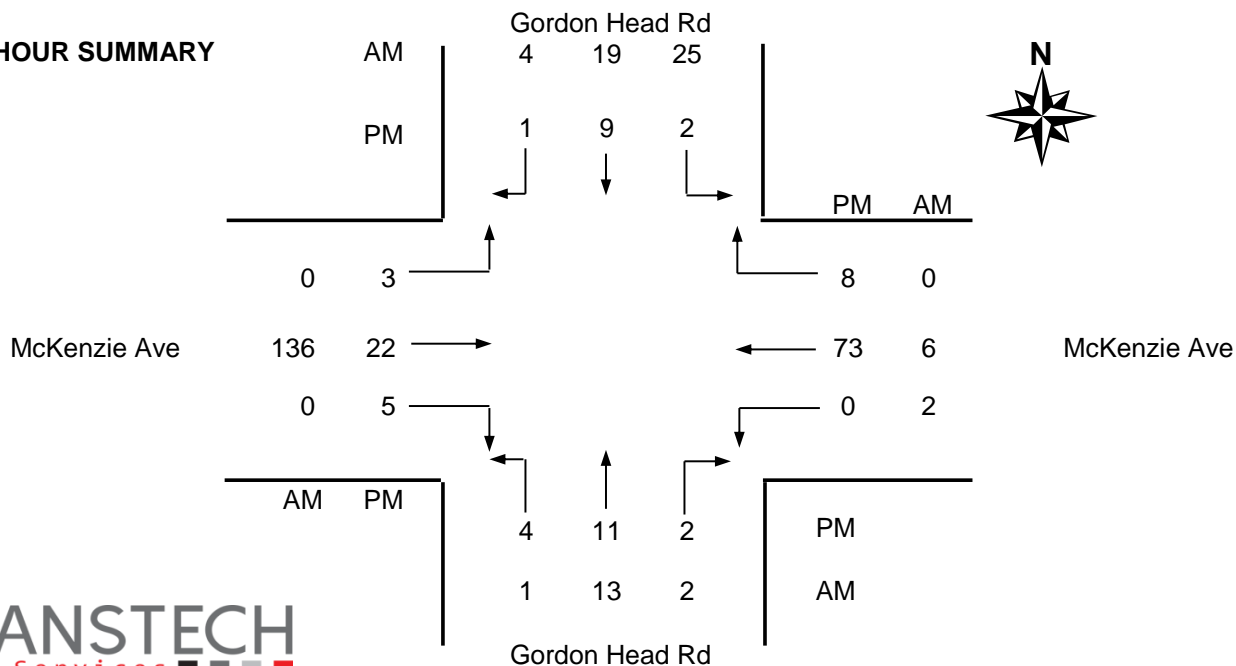 Gordon Head Rd
HOUR SUMMARY AM 4 19 25 N
PM 1 9 2
PM AM
0 3 8 0
McKenzie Ave 136 22 73 6 McKenzie Ave
0 5 0 2
AM PM
4 11 2 PM
1 13 2 AM
ANSTECH
Services
Gordon Head Rd